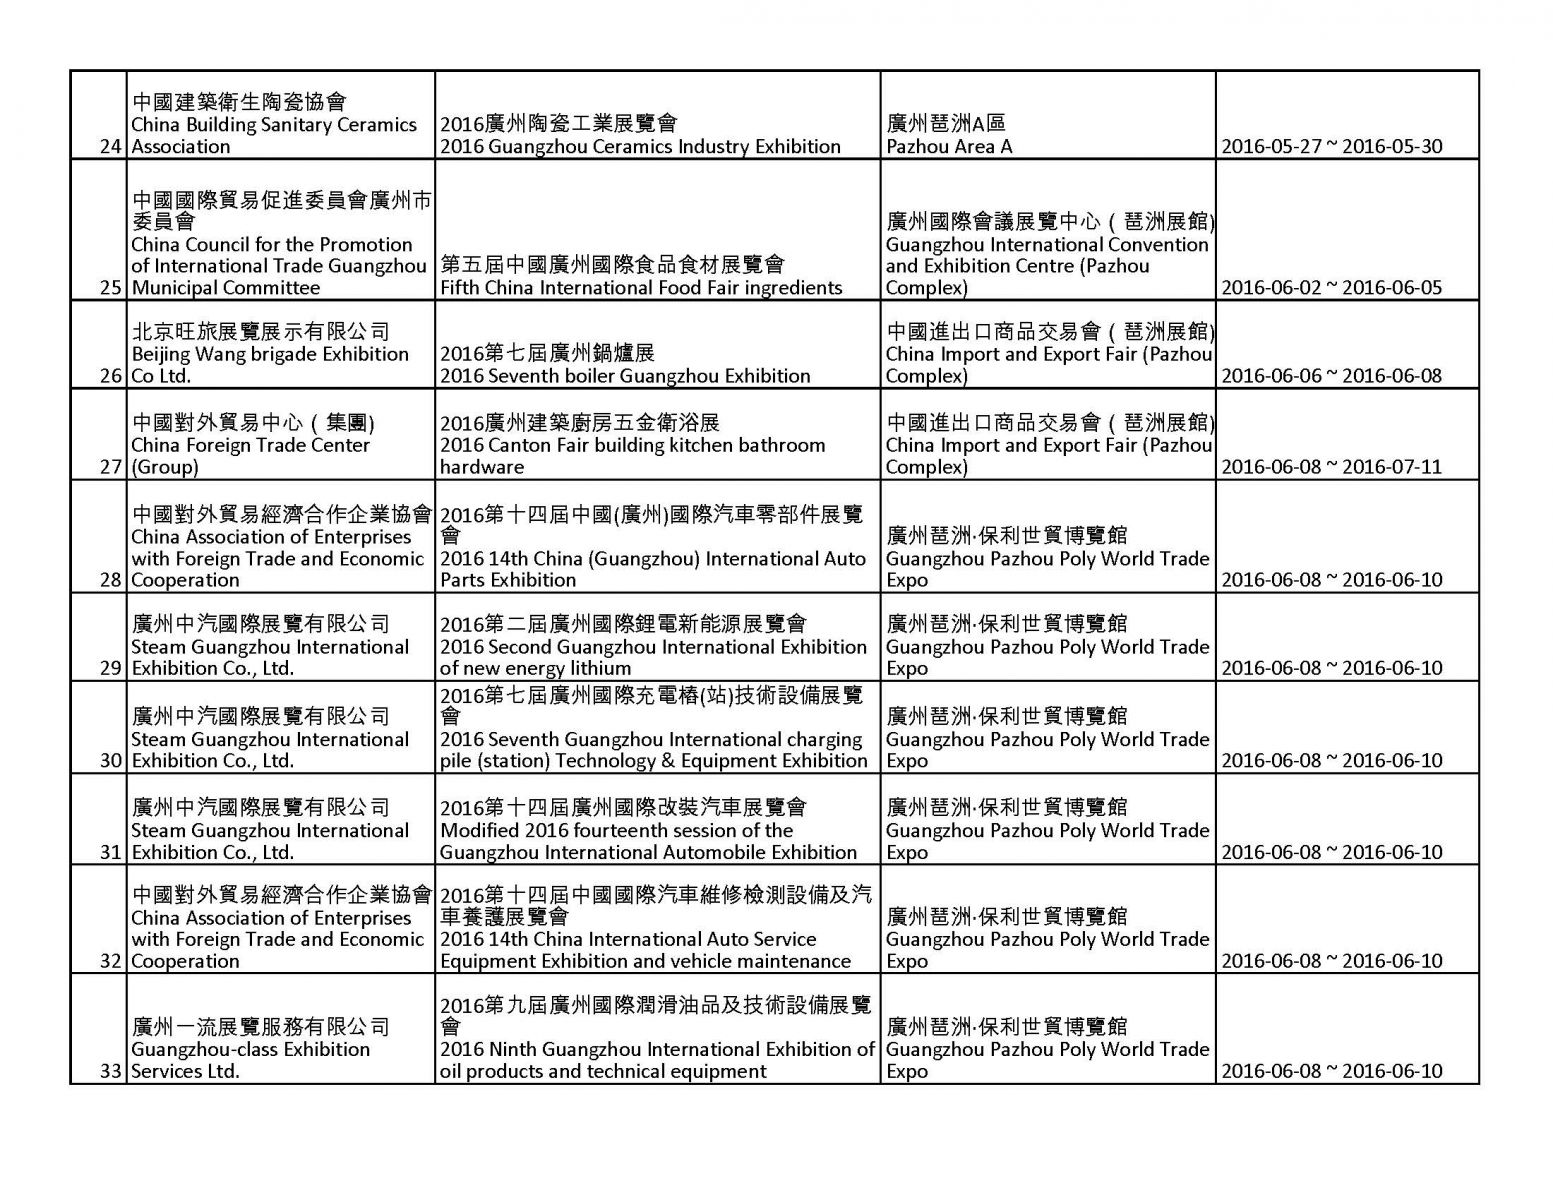 24
中國建築衛生陶瓷協會
China Building Sanitary Ceramics
Association
2016廣州陶瓷工業展覽會
2016 Guangzhou Ceramics Industry Exhibition
廣州琶洲A區
Pazhou Area A
2016-05-27 ~ 2016-05-30
25
中國國際貿易促進委員會廣州市
委員會
China Council for the Promotion
of International Trade Guangzhou
Municipal Committee
第五屆中國廣州國際食品食材展覽會
Fifth China International Food Fair ingredients
廣州國際會議展覽中心（琶洲展館)
Guangzhou International Convention
and Exhibition Centre (Pazhou
Complex)
2016-06-02 ~ 2016-06-05
26
北京旺旅展覽展示有限公司
Beijing Wang brigade Exhibition
Co Ltd.
2016第七屆廣州鍋爐展
2016 Seventh boiler Guangzhou Exhibition
中國進出口商品交易會（琶洲展館)
China Import and Export Fair (Pazhou
Complex)
2016-06-06 ~ 2016-06-08
27
中國對外貿易中心（集團)
China Foreign Trade Center
(Group)
2016廣州建築廚房五金衛浴展
2016 Canton Fair building kitchen bathroom
hardware
中國進出口商品交易會（琶洲展館)
China Import and Export Fair (Pazhou
Complex)
2016-06-08 ~ 2016-07-11
28
中國對外貿易經濟合作企業協會
China Association of Enterprises
with Foreign Trade and Economic
Cooperation
2016第十四屆中國(廣州)國際汽車零部件展覽
會
2016 14th China (Guangzhou) International Auto
Parts Exhibition
廣州琶洲·保利世貿博覽館
Guangzhou Pazhou Poly World Trade
Expo
2016-06-08 ~ 2016-06-10
29
廣州中汽國際展覽有限公司
Steam Guangzhou International
Exhibition Co., Ltd.
2016第二屆廣州國際鋰電新能源展覽會
2016 Second Guangzhou International Exhibition
of new energy lithium
廣州琶洲·保利世貿博覽館
Guangzhou Pazhou Poly World Trade
Expo
2016-06-08 ~ 2016-06-10
30
廣州中汽國際展覽有限公司
Steam Guangzhou International
Exhibition Co., Ltd.
2016第七屆廣州國際充電樁(站)技術設備展覽
會
2016 Seventh Guangzhou International charging
pile (station) Technology & Equipment Exhibition
廣州琶洲·保利世貿博覽館
Guangzhou Pazhou Poly World Trade
Expo
2016-06-08 ~ 2016-06-10
31
廣州中汽國際展覽有限公司
Steam Guangzhou International
Exhibition Co., Ltd.
2016第十四屆廣州國際改裝汽車展覽會
Modified 2016 fourteenth session of the
Guangzhou International Automobile Exhibition
廣州琶洲·保利世貿博覽館
Guangzhou Pazhou Poly World Trade
Expo
2016-06-08 ~ 2016-06-10
32
中國對外貿易經濟合作企業協會
China Association of Enterprises
with Foreign Trade and Economic
Cooperation
2016第十四屆中國國際汽車維修檢測設備及汽
車養護展覽會
2016 14th China International Auto Service
Equipment Exhibition and vehicle maintenance
廣州琶洲·保利世貿博覽館
Guangzhou Pazhou Poly World Trade
Expo
2016-06-08 ~ 2016-06-10
33
廣州一流展覽服務有限公司
Guangzhou-class Exhibition
Services Ltd.
2016第九屆廣州國際潤滑油品及技術設備展覽
會
2016 Ninth Guangzhou International Exhibition of
oil products and technical equipment
廣州琶洲·保利世貿博覽館
Guangzhou Pazhou Poly World Trade
Expo
2016-06-08 ~ 2016-06-10